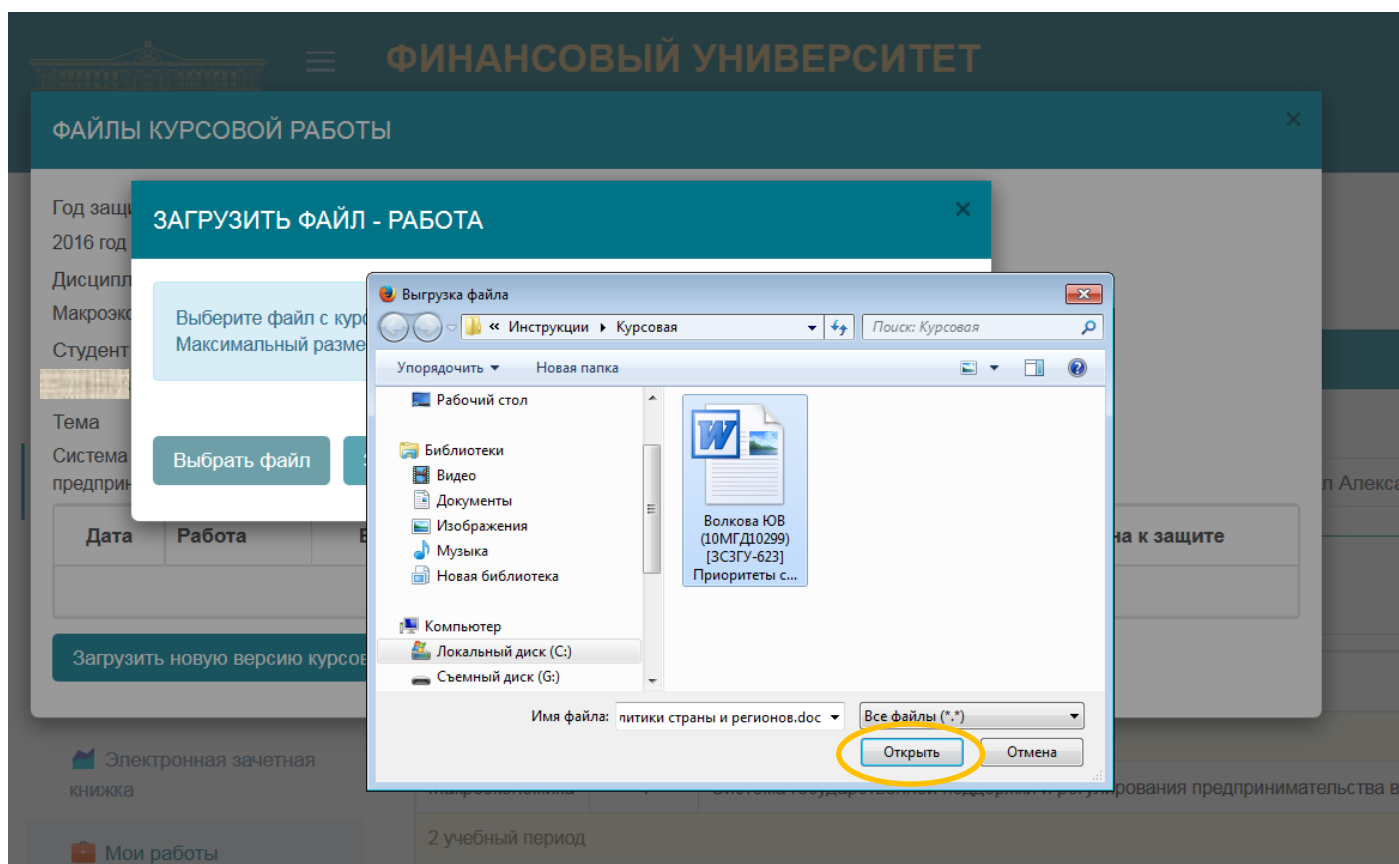 ФИНАНСОВЫЙ УНИВЕРСИТЕТ
ФАЙЛЫ КУРСОВОЙ РАБОТЫ
Год защи
2016 год
Дисципл
Макроэко
Студент
Тема
Система
предприн
ЗАГРУЗИТЬ ФАЙЛ - РАБОТА
Выберите файл с курс
Максимальный разме
Выбрать файл
Выгрузка файла
« Инструкции Курсовая
Поиск: Курсовая
Упорядочить Новая папка
Рабочий стол
Библиотеки
Видео
Документы
Изображения
Музыка
Новая библиотека
Компьютер
Локальный диск (C:)
Съемный диск (G:)
Волкова ЮВ
(10МГД10299)
[ЗСЗГУ-623]
Приоритеты с...
Имя файла: литики страны и регионов.doc Все файлы (*.*)
Открыть Отмена
л Алекса
Дата Работа на к защите
Загрузить новую версию курсов
Электронная зачетная
книжка
Макроэкономика Система государственной поддержки и регулирования предпринимательства в
2 учебный период
Мои работы